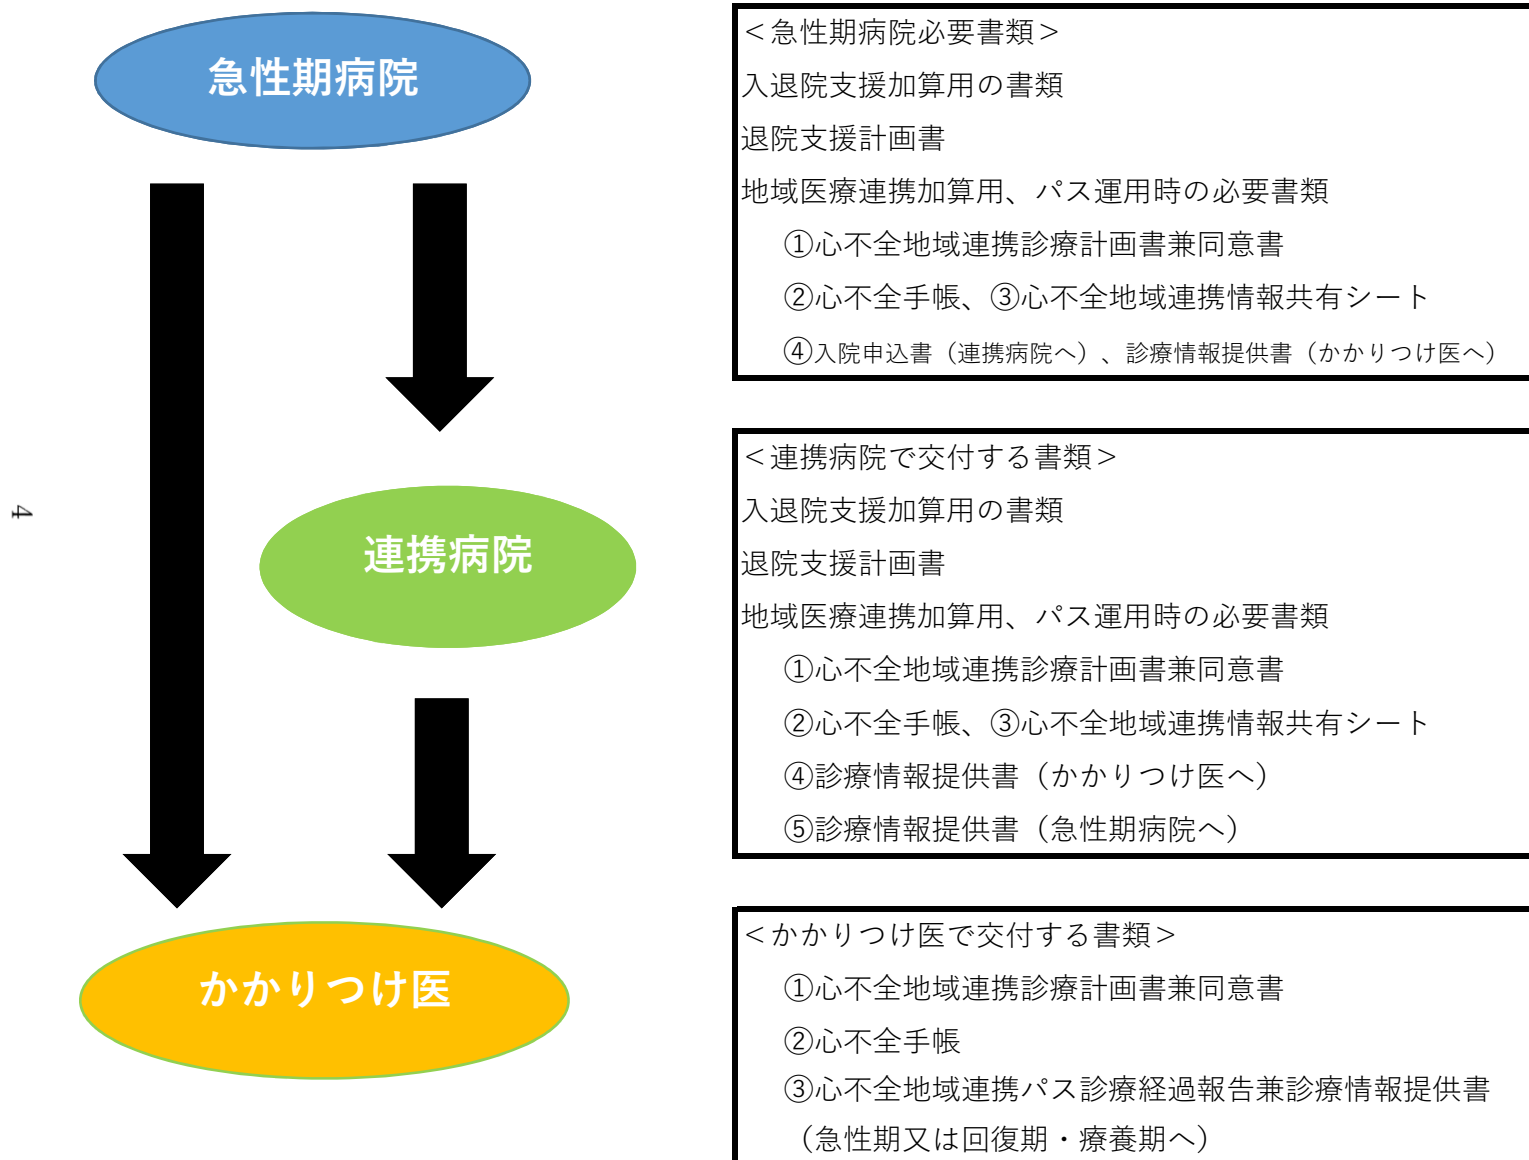 急性期病院
＜急性期病院必要書類＞
入退院支援加算用の書類
退院支援計画書
地域医療連携加算用、パス運用時の必要書類
①心不全地域連携診療計画書兼同意書
②心不全手帳、③心不全地域連携情報共有シート
④入院申込書（連携病院へ）、診療情報提供書（かかりつけ医へ）
連携病院
＜連携病院で交付する書類＞
入退院支援加算用の書類
退院支援計画書
地域医療連携加算用、パス運用時の必要書類
①心不全地域連携診療計画書兼同意書
②心不全手帳、③心不全地域連携情報共有シート
④診療情報提供書（かかりつけ医へ）
⑤診療情報提供書（急性期病院へ）
かかりつけ医
＜かかりつけ医で交付する書類＞
①心不全地域連携診療計画書兼同意書
②心不全手帳
③心不全地域連携パス診療経過報告兼診療情報提供書
（急性期又は回復期・療養期へ）
4